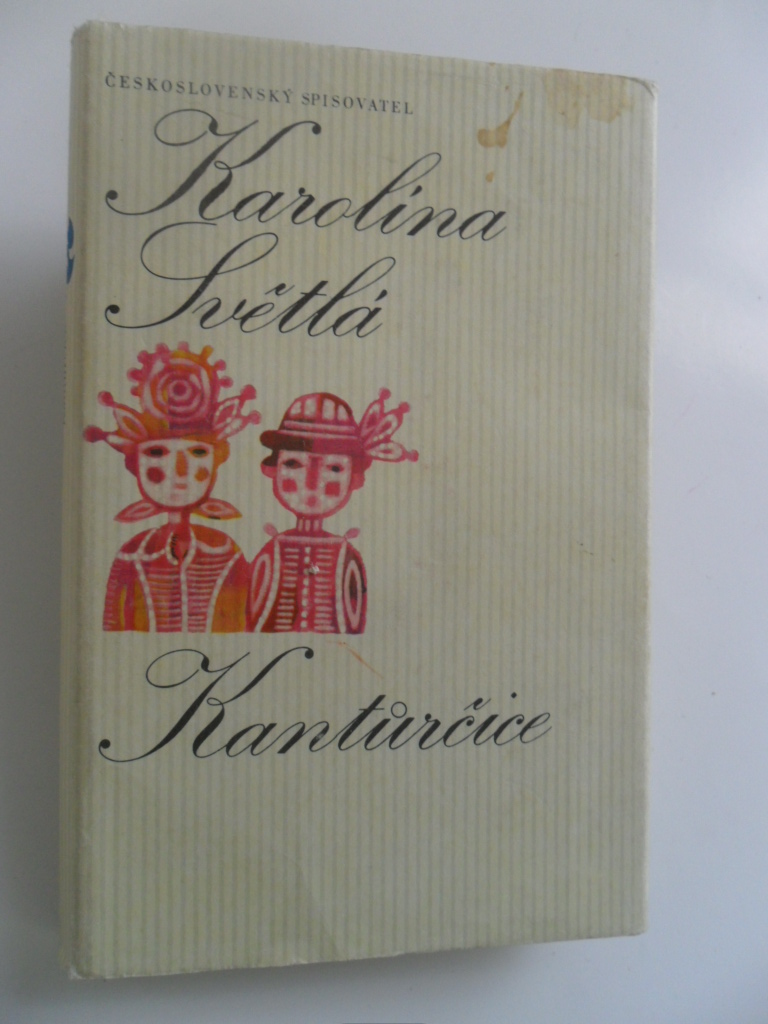 ČESKOSLOVENSKÝ SPISOVATEL
Karolina
Světlá
Kantůrčice